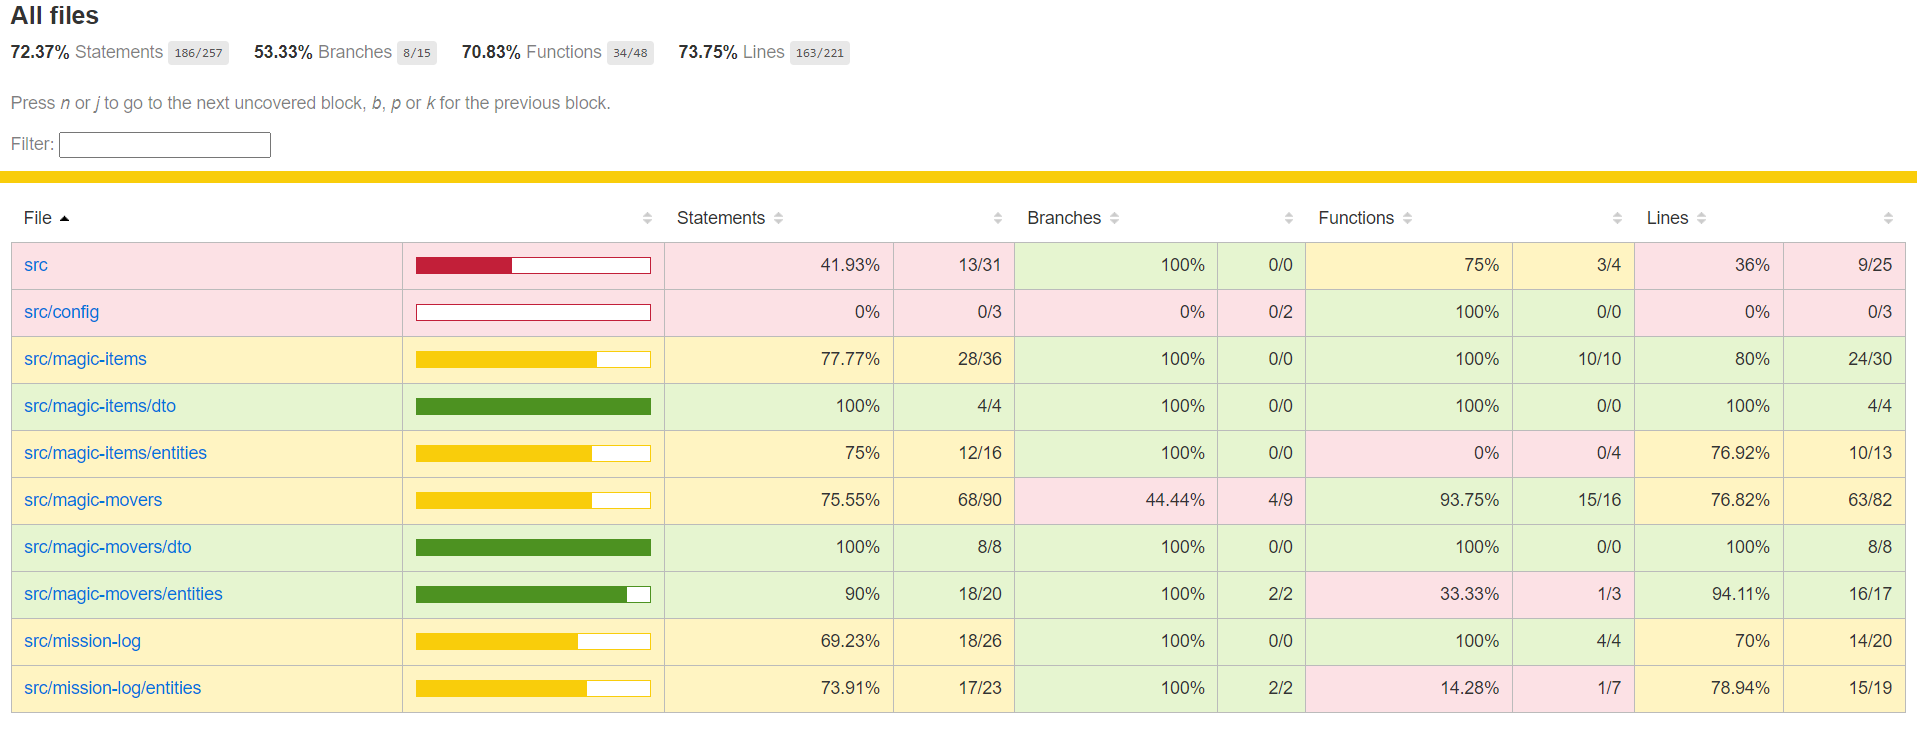 All files
72.37% Statements 186/257 53.33% Branches 8/15 70.83% Functions 34/48 73.75% Lines 163/221
Press n or j to go to the next uncovered block, b, p or k for the previous block.
Filter:
File Statements Branches Functions Lines
src 41.93% 13/31 100% 0/0 75% 3/4 36% 9/25
src/config 0% 0/3 0% 0/2 100% 0/0 0% 0/3
src/magic-items 77.77% 28/36 100% 0/0 100% 10/10 80% 24/30
src/magic-items/dto 100% 4/4 100% 0/0 100% 0/0 100% 4/4
src/magic-items/entities 75% 12/16 100% 0/0 0% 0/4 76.92% 10/13
src/magic-movers 75.55% 68/90 44.44% 4/9 93.75% 15/16 76.82% 63/82
src/magic-movers/dto 100% 8/8 100% 0/0 100% 0/0 100% 8/8
src/magic-movers/entities 90% 18/20 100% 2/2 33.33% 1/3 94.11% 16/17
src/mission-log 69.23% 18/26 100% 0/0 100% 4/4 70% 14/20
src/mission-log/entities 73.91% 17/23 100% 2/2 14.28% 1/7 78.94% 15/19